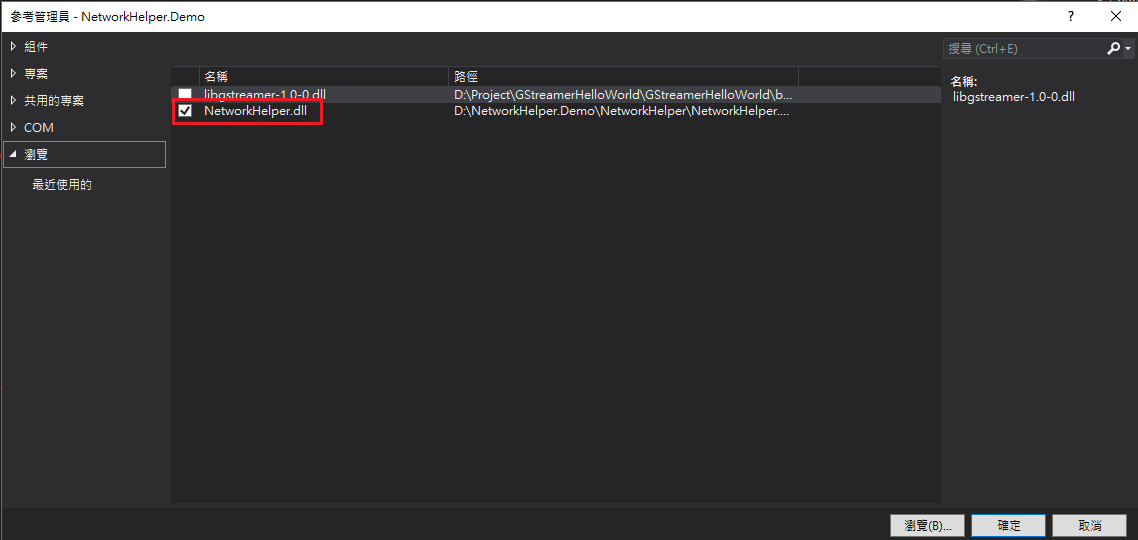 參考管理員 - NetworkHelper.Demo
?
組件
專案
共用的專案
COM
瀏覽
最近使用的
名稱 路徑
libgstreamer-1.0-0.dll D:\Project\GStreamerHelloWorld\GStreamerHelloWorld\b...
NetworkHelper.dll D:\NetworkHelper.Demo\NetworkHelper\NetworkHelper....
搜尋 (Ctrl+E)
名稱:
libgstreamer-1.0-0.dll
瀏覽(B)... 確定 取消